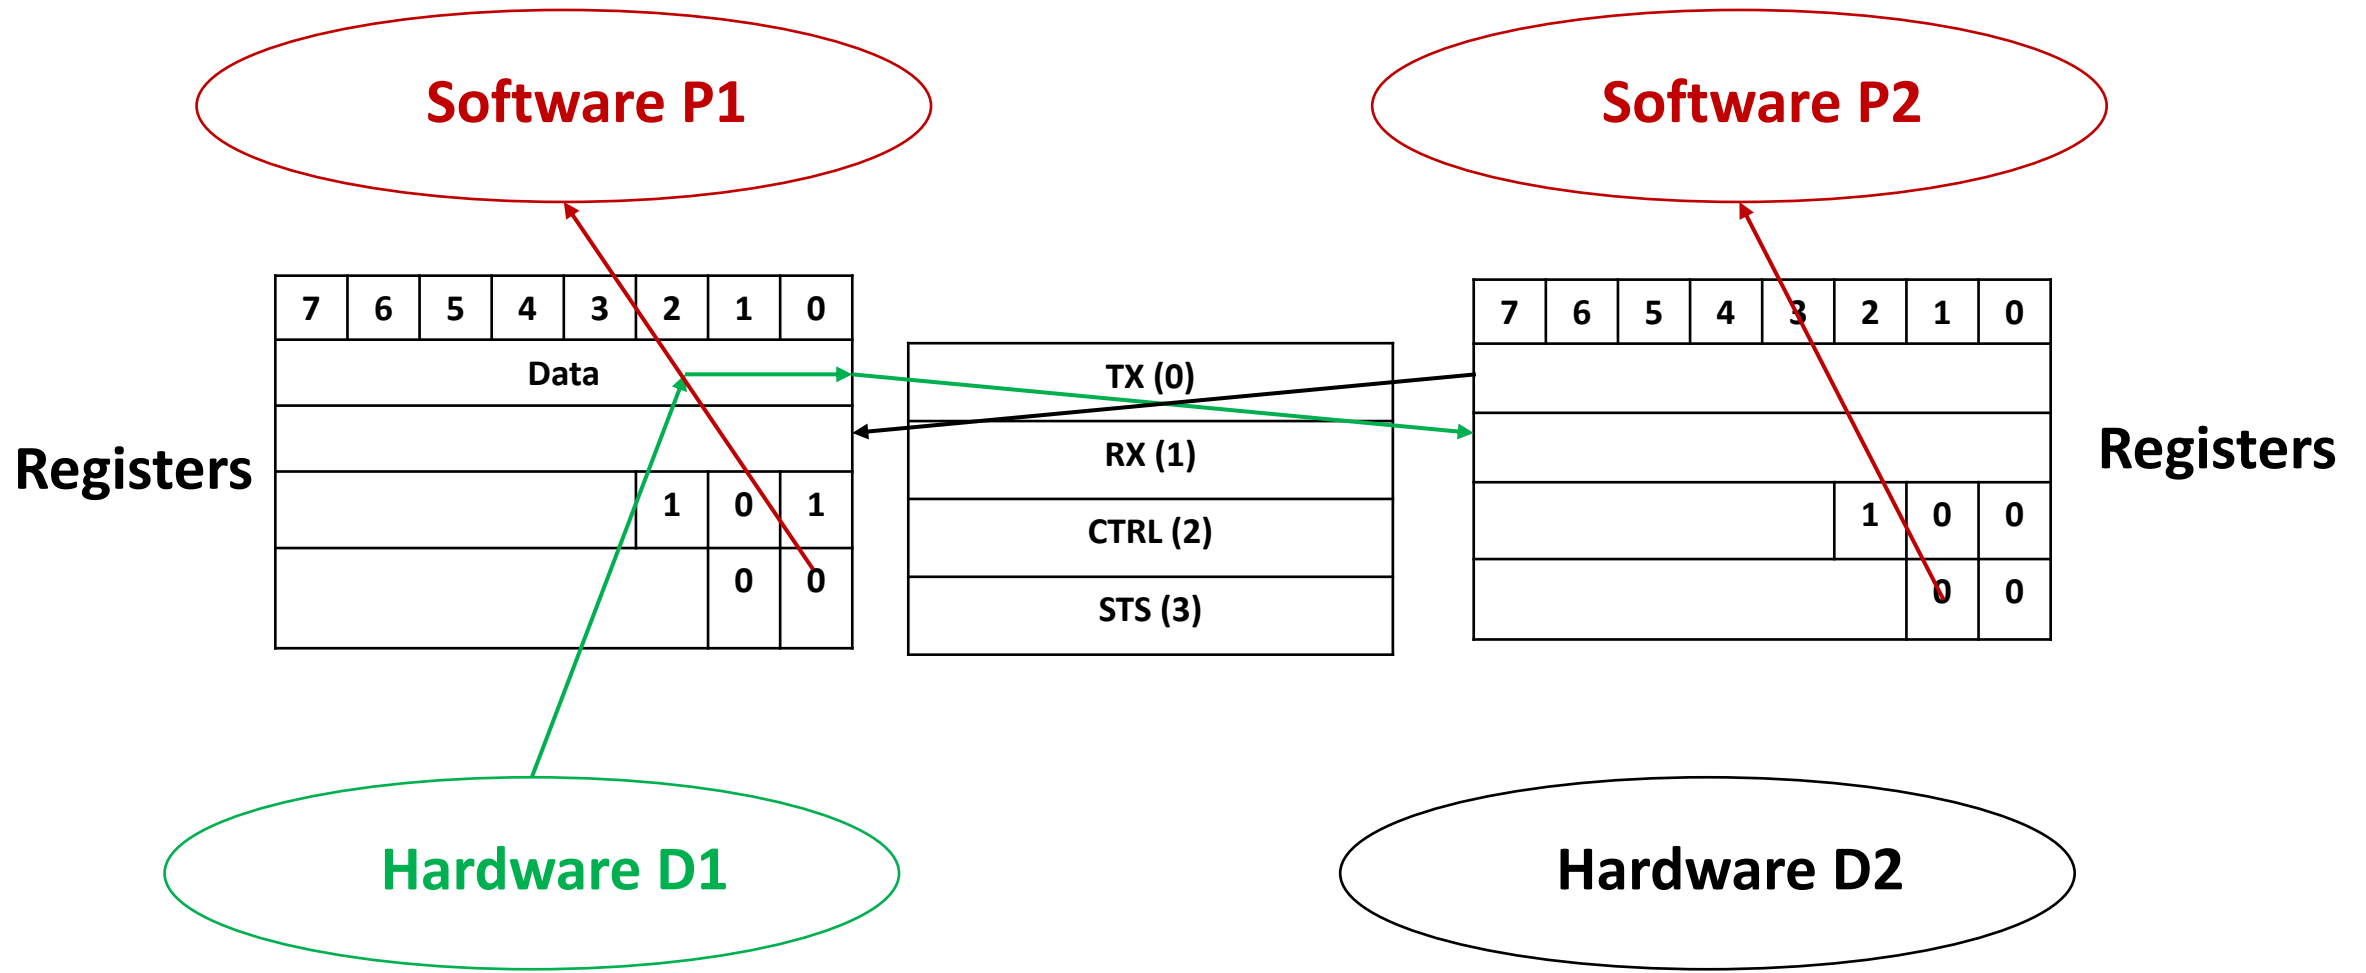 Software P1
Software P2
7 6 5 4 3 2 1 0
7 6 5 4 3 2 1 0
Data
TX (0)
RX (1)
Registers
Registers
1 0 1
CTRL (2)
1 0 0
0 0
STS (3)
0 0
Hardware D1
Hardware D2